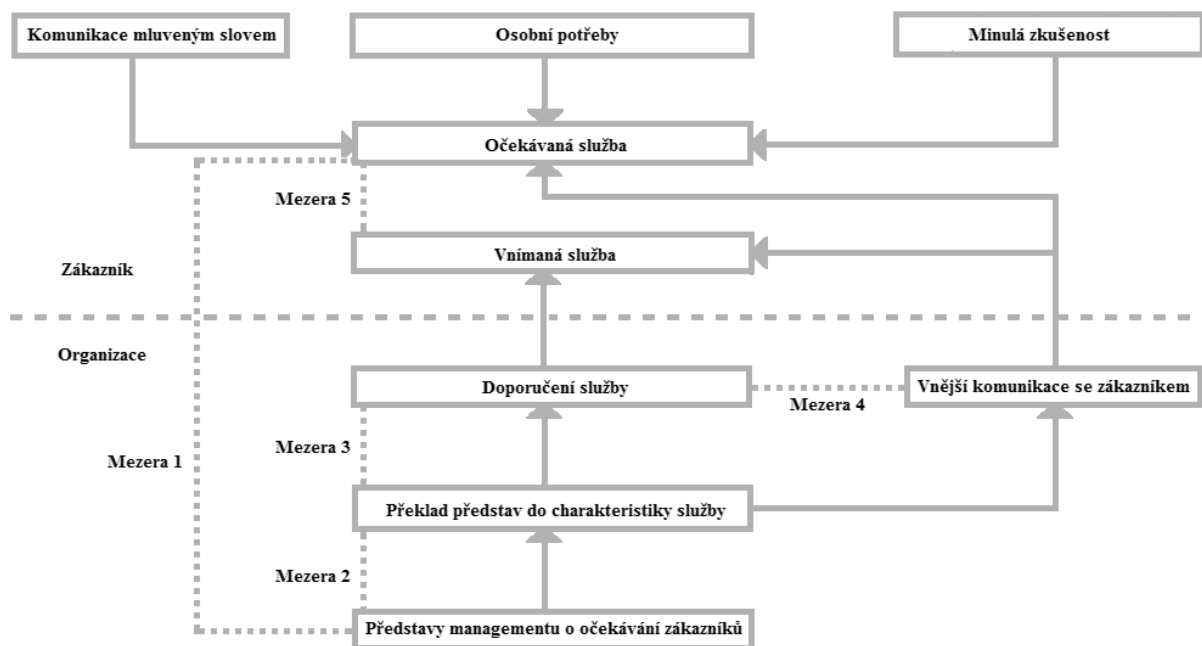 Komunikace mluveným slovem
Osobní potřeby
Minulá zkušenost
Očekávaná služba
Mezera 5
Vnímaná služba
Zákazník
Organizace
Doporučení služby
Vnější komunikace se zákazníkem
Mezera 4
Mezera 3
Mezera 1
Překlad představ do charakteristiky služby
Mezera 2
Představy managementu o očekávání zákazníků